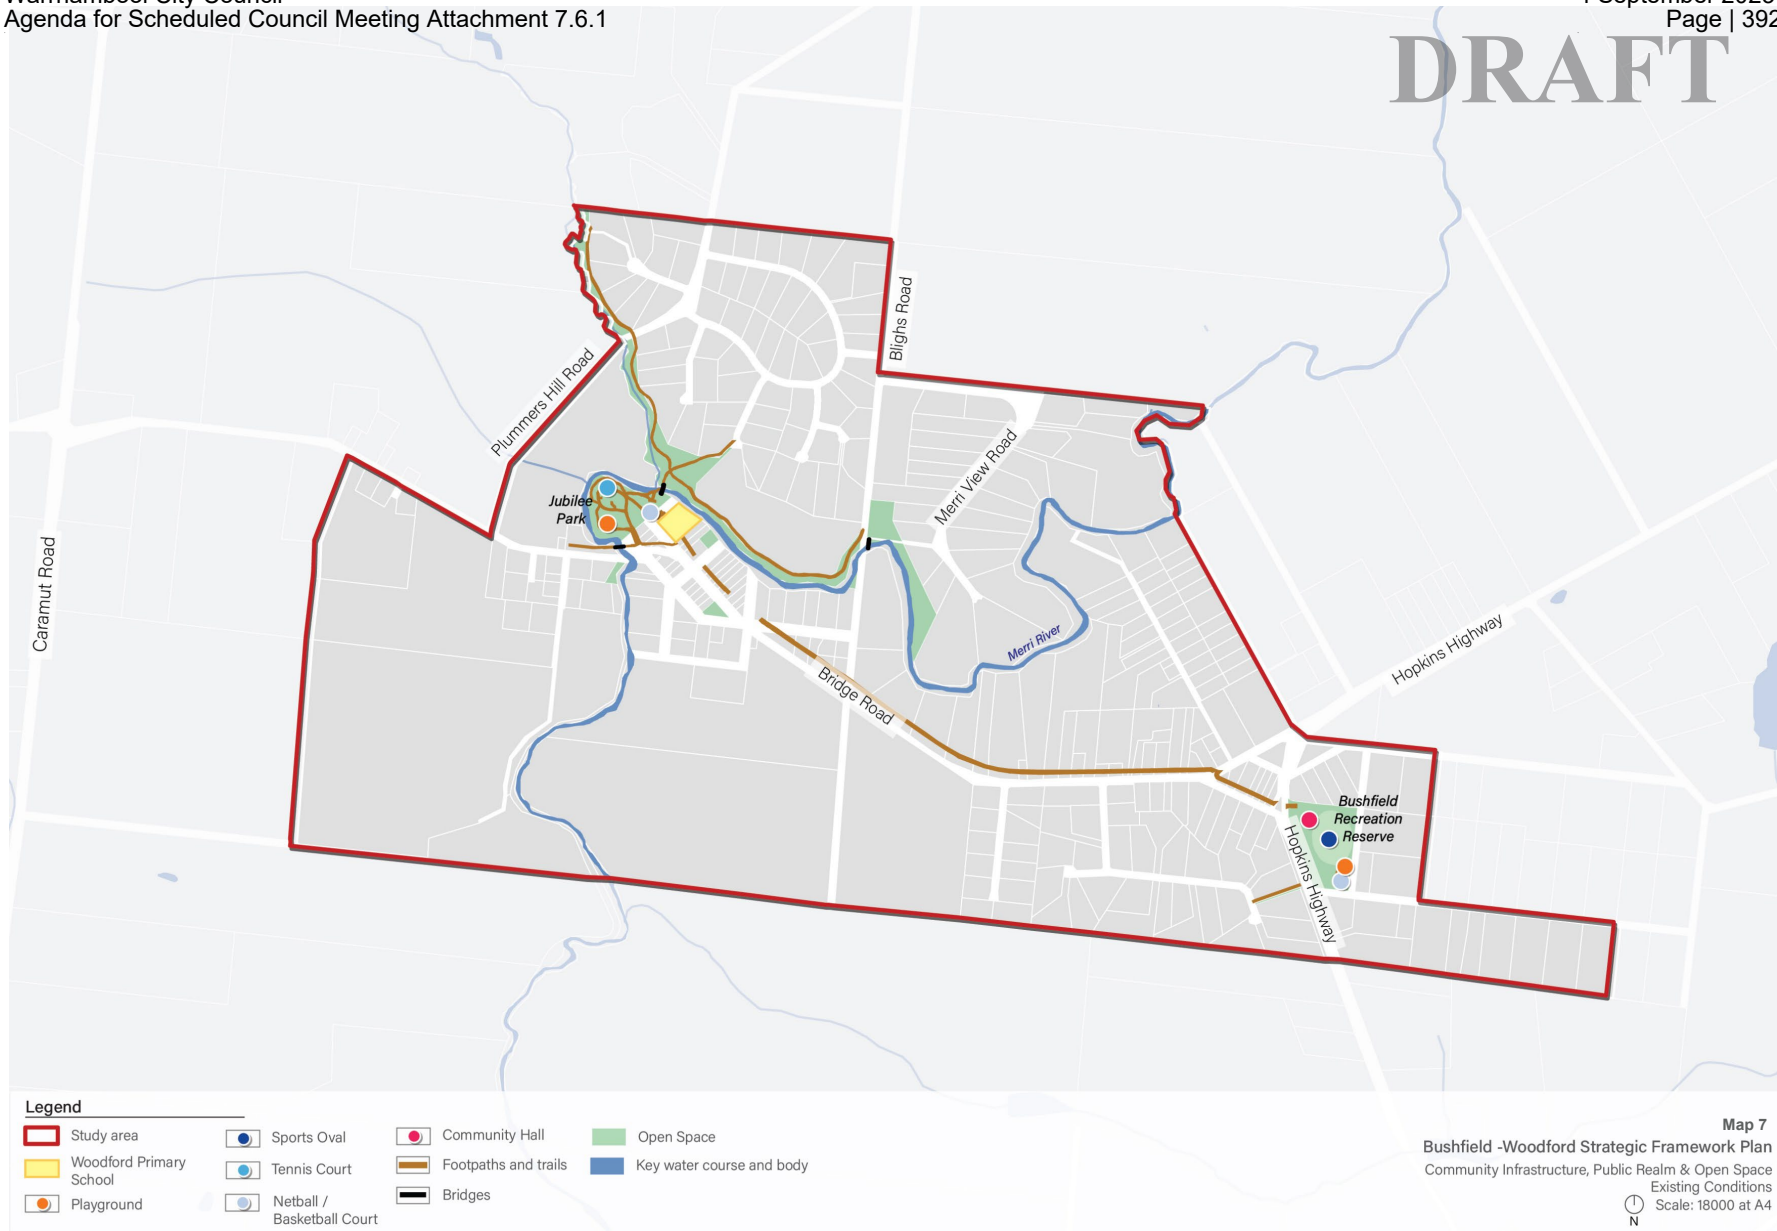 Agenda for Scheduled Council Meeting Attachment 7.6.1
Page | 392
DRAFT
Blighs Road
Plummers Hill Road
Merri View Road
Jubilee
Park
Caramut Road
Merri River
Hopkins Highway
Bridge Road
Bushfield
Recreation
Reserve
Hopkins Highway
Legend
Study area
Woodford Primary
School
Playground
Sports Oval
Tennis Court
Netball /
Basketball Court
Community Hall
Footpaths and trails
Bridges
Open Space
Key water course and body
Map 7
Bushfield -Woodford Strategic Framework Plan
Community Infrastructure, Public Realm & Open Space
Existing Conditions
Scale: 18000 at A4
N